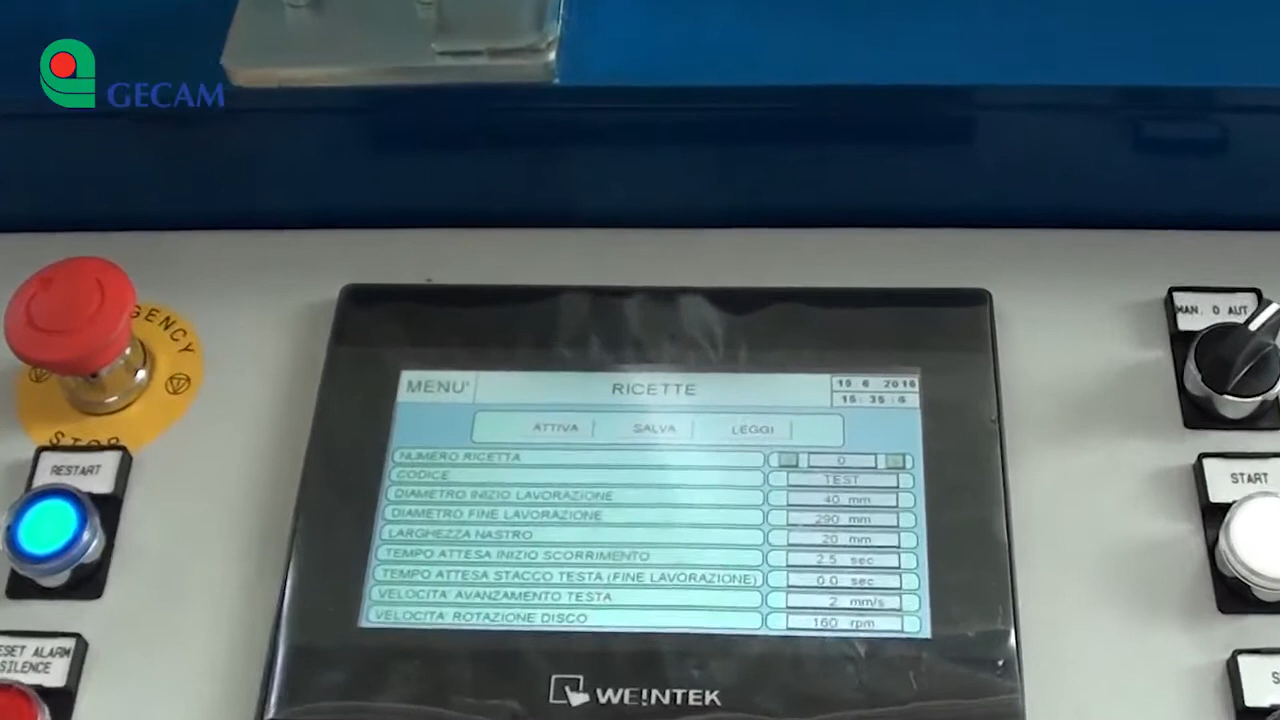 GECAM
MENU' RICETTE
ATTIVA SALVA LEGGI
NUMERO RICETTA 0
CODICE TEST
DIAMETRO INIZIO LAVORAZIONE 40 mm
DIAMETRO FINE LAVORAZIONE 290 mm
LARGHEZZA NASTRO 20 mm
TEMPO ATTESA INIZIO SCORRIMENTO 2.5 sec
TEMPO ATTESA STACCO TESTA (FINE LAVORAZIONE) 0.0 sec
VELOCITA' AVANZAMENTO TESTA 2 mm/s
VELOCITA' ROTAZIONE DISCO 160 rpm
WEINTEK
GENCY
STOP
RESTART
ESET ALARM
SILENCE
MAN. 0 AUT
START
S